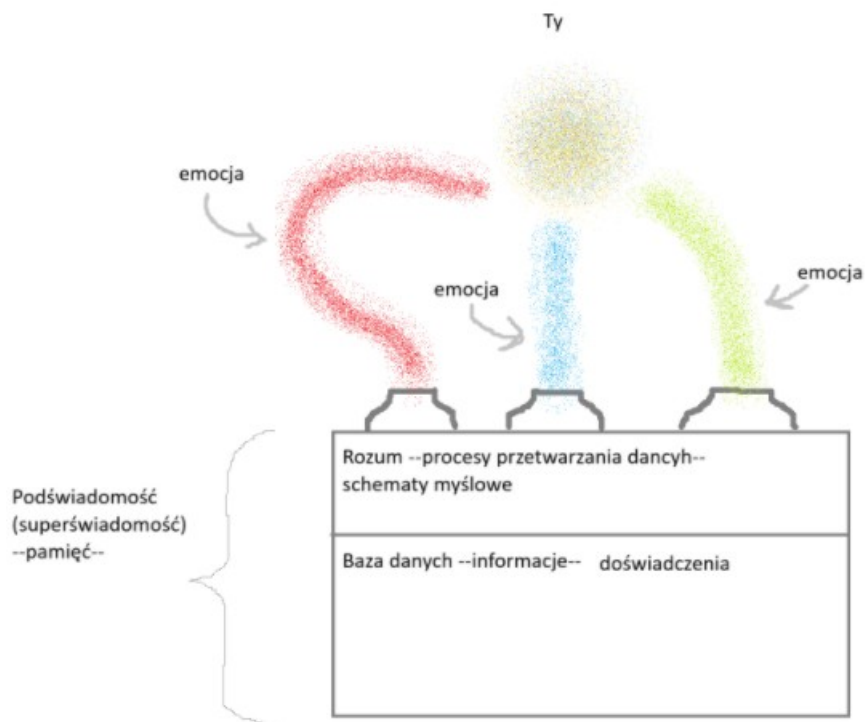 Ty
emocja
emocja
emocja
Rozum --procesy przetwarzania dancyh--
schematy myślowe
Podświadomość
(superświadomość)
--pamięć--
Baza danych --informacje-- doświadczenia